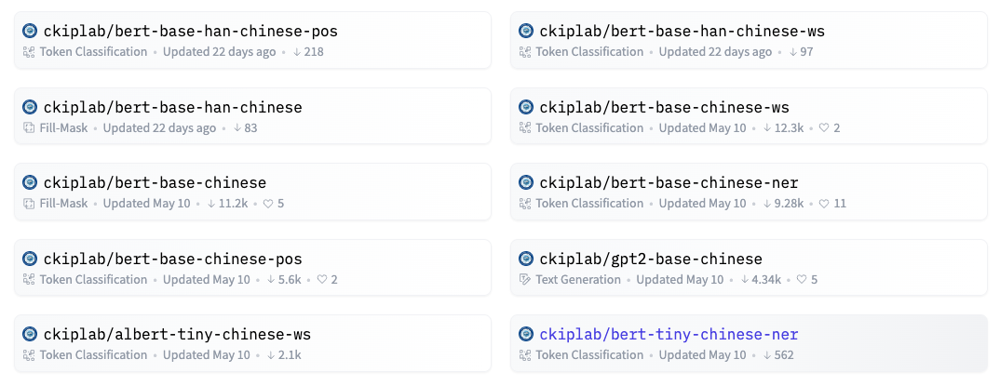 ckiplab/bert-base-han-chinese-pos
Token Classification • Updated 22 days ago • ↓ 218
ckiplab/bert-base-han-chinese-ws
Token Classification • Updated 22 days ago • ↓ 97
ckiplab/bert-base-han-chinese
Fill-Mask • Updated 22 days ago • ↓ 83
ckiplab/bert-base-chinese-ws
Token Classification • Updated May 10 • ↓ 12.3k • ♡ 2
ckiplab/bert-base-chinese
Fill-Mask • Updated May 10 • ↓ 11.2k • ♡ 5
ckiplab/bert-base-chinese-ner
Token Classification • Updated May 10 • ↓ 9.28k • ♡ 11
ckiplab/bert-base-chinese-pos
Token Classification • Updated May 10 • ↓ 5.6k • ♡ 2
ckiplab/gpt2-base-chinese
Text Generation • Updated May 10 • ↓ 4.34k • ♡ 5
ckiplab/albert-tiny-chinese-ws
Token Classification • Updated May 10 • ↓ 2.1k
ckiplab/bert-tiny-chinese-ner
Token Classification • Updated May 10 • ↓ 562